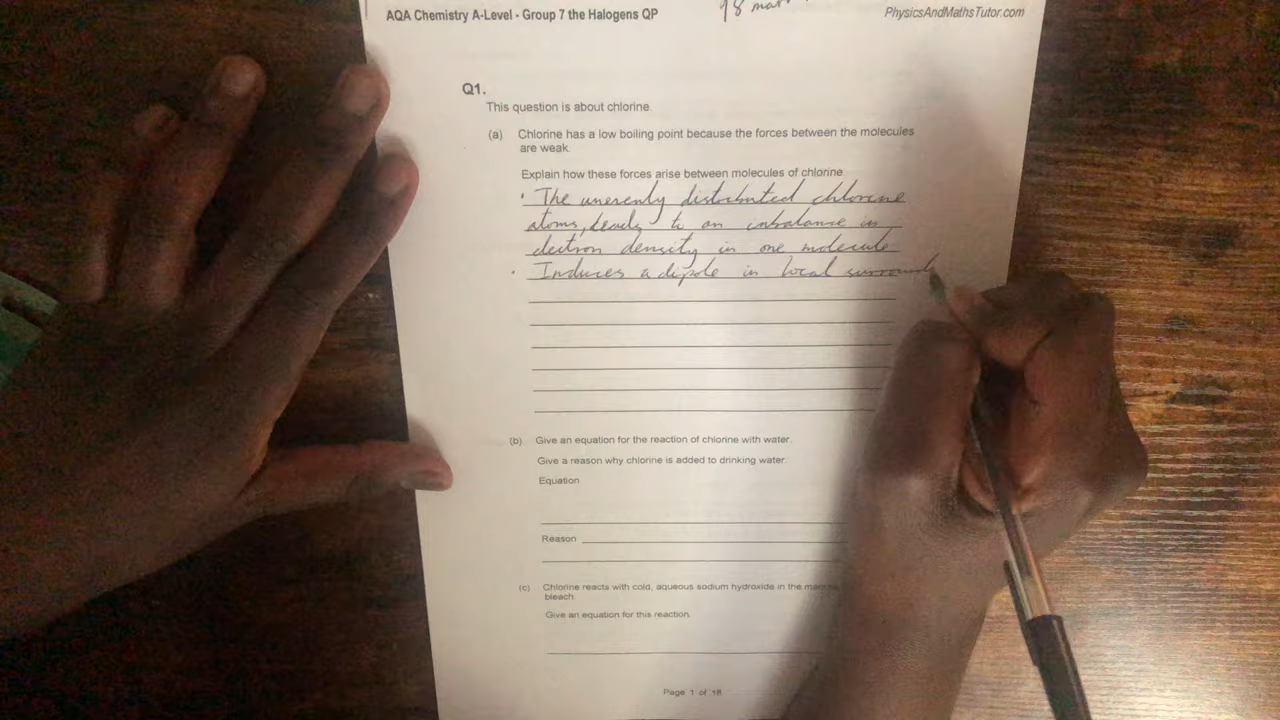 AQA Chemistry A-Level - Group 7 the Halogens QP
98
PhysicsAndMathsTutor.com
Q1.
This question is about chlorine.
(a) Chlorine has a low boiling point because the forces between the molecules
are weak.
Explain how these forces arise between molecules of chlorine
· The unevenly distributed chlorine
atoms, leads to an imbalance in
electron density in one molecule
· Induces a dipole in local
(b) Give an equation for the reaction of chlorine with water.
Give a reason why chlorine is added to drinking water.
Equation
Reason
(c) Chlorine reacts with cold, aqueous sodium hydroxide in the
bleach
Give an equation for this reaction.
Page 1 of 18